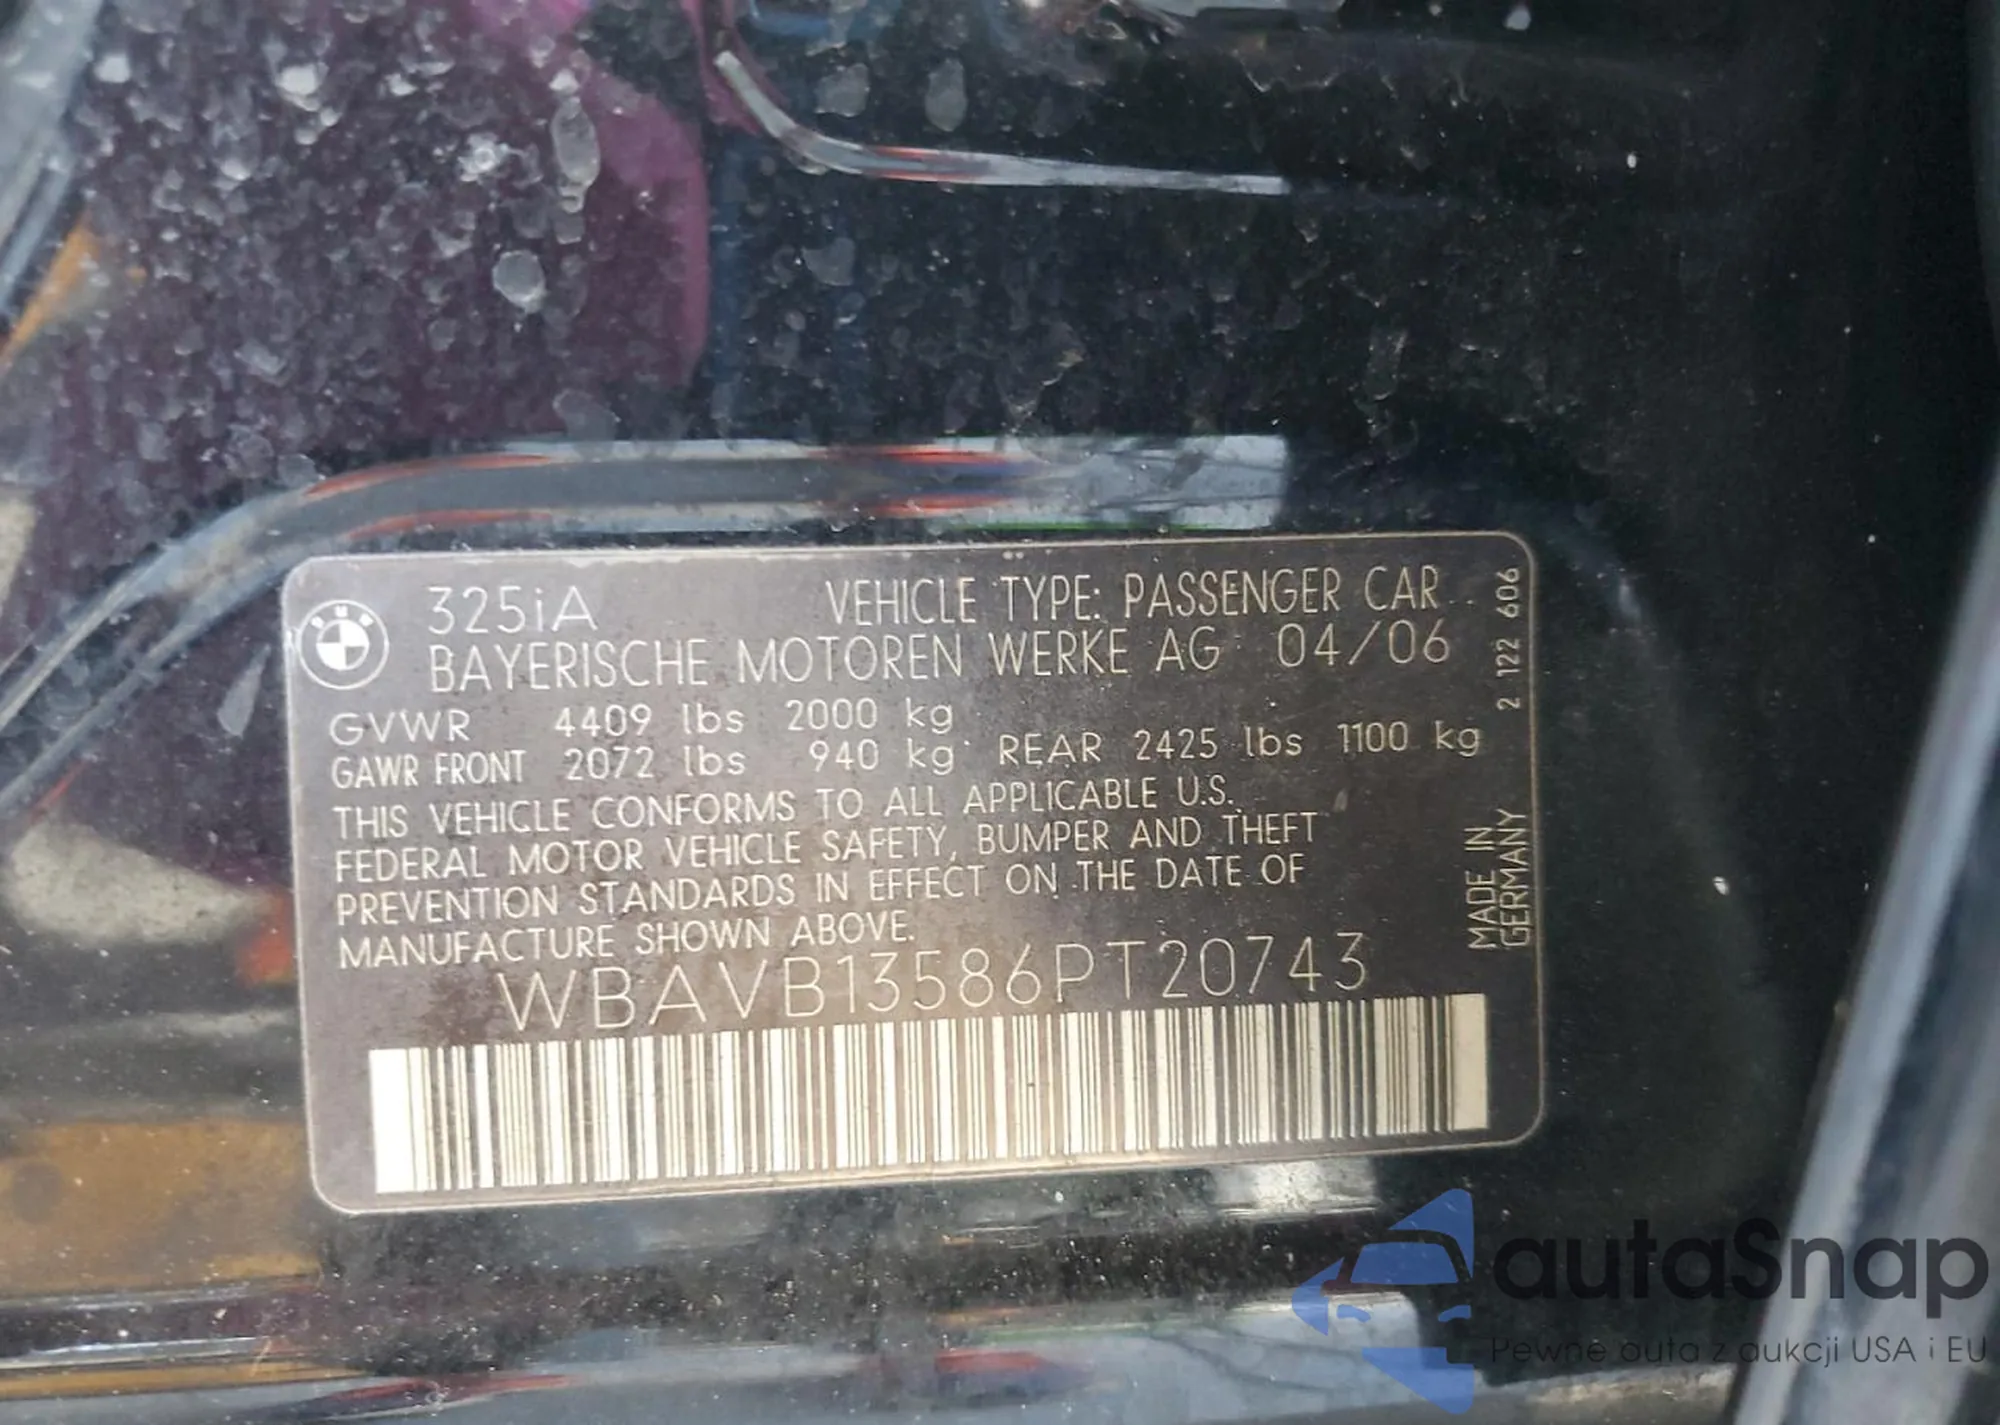 325iA VEHICLE TYPE: PASSENGER CAR
BAYERISCHE MOTOREN WERKE AG 04/06
GVWR 4409 lbs 2000 kg
GAWR FRONT 2072 lbs 940 kg REAR 2425 lbs 1100 kg
THIS VEHICLE CONFORMS TO ALL APPLICABLE U.S.
FEDERAL MOTOR VEHICLE SAFETY, BUMPER AND THEFT
PREVENTION STANDARDS IN EFFECT ON THE DATE OF
MANUFACTURE SHOWN ABOVE.
WBAVB13586PT20743
2 122 606
MADE IN
GERMANY
autoSnap
Pewne auta z aukcji USA i EU